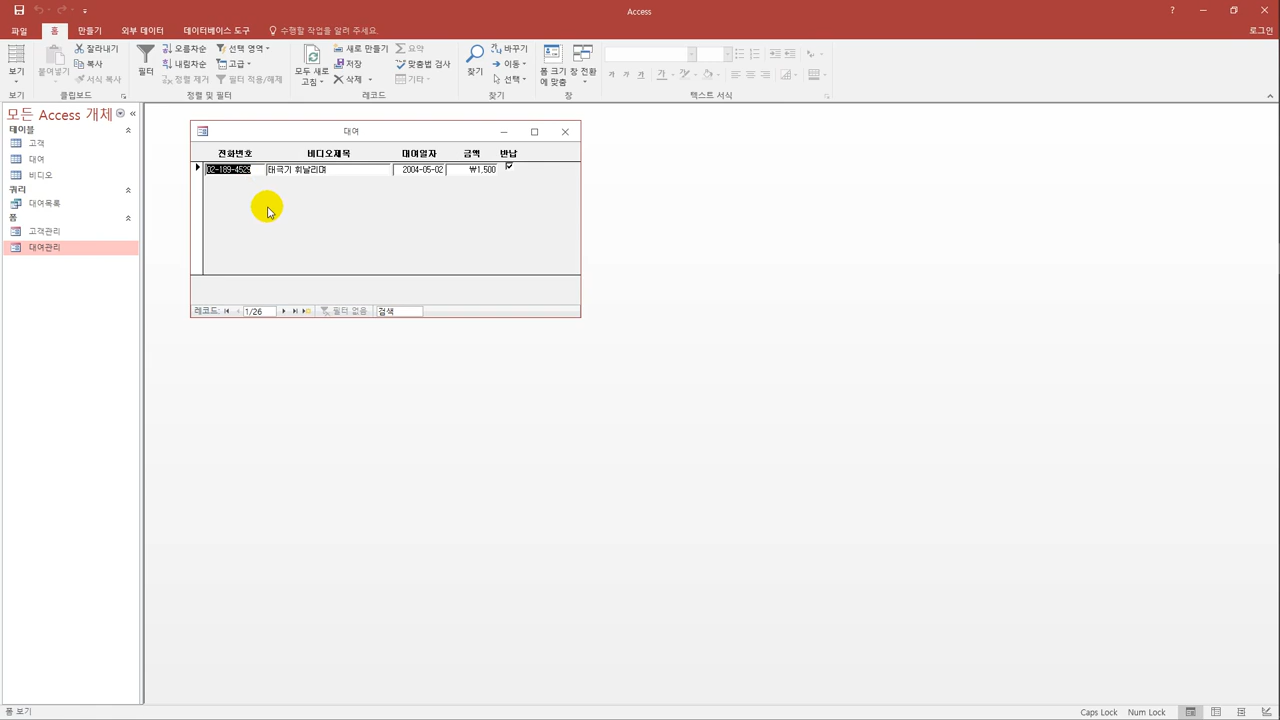 Access
로그인
파일 홈 만들기 외부 데이터 데이터베이스 도구 수행할 작업을 알려 주세요.
보기 붙여넣기 잘라내기 복사 서식 복사
필터 오름차순 내림차순 정렬 제거 선택 영역 고급 필터 적용/해제
모두 새로 고침 새로 만들기 저장 삭제 요약 맞춤법 검사 기타
찾기 바꾸기 이동 선택
폼 크기에 맞춤 창 전환
가 가 가 가
보기 클립보드 정렬 및 필터 레코드 찾기 창 텍스트 서식
모든 Access 개체
테이블
고객
대여
비디오
쿼리
대여목록
폼
고객관리
대여관리
대여
전화번호 비디오제목 대여일자 금액 반납
02-189-4529 태극기 휘날리며 2004-05-02 ₩1,500
레코드: 1/26 필터 없음 검색
폼 보기 Caps Lock Num Lock